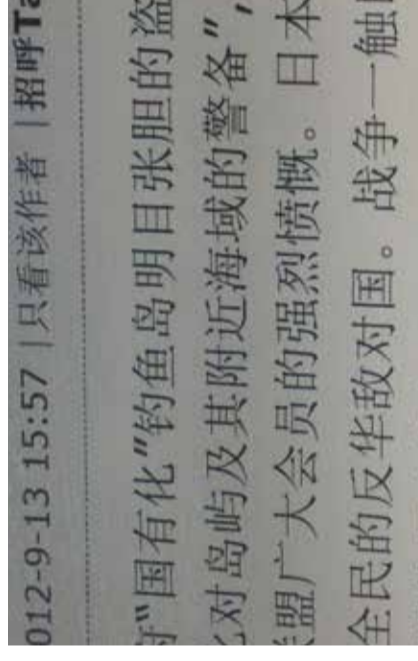 012-9-13 15:57 |只看该作者 |招呼Ta
"国有化"钓鱼岛明目张胆的盗
对岛屿及其附近海域的警备",
盟广大会员的强烈愤慨。日本
全民的反华敌对国。战争一触